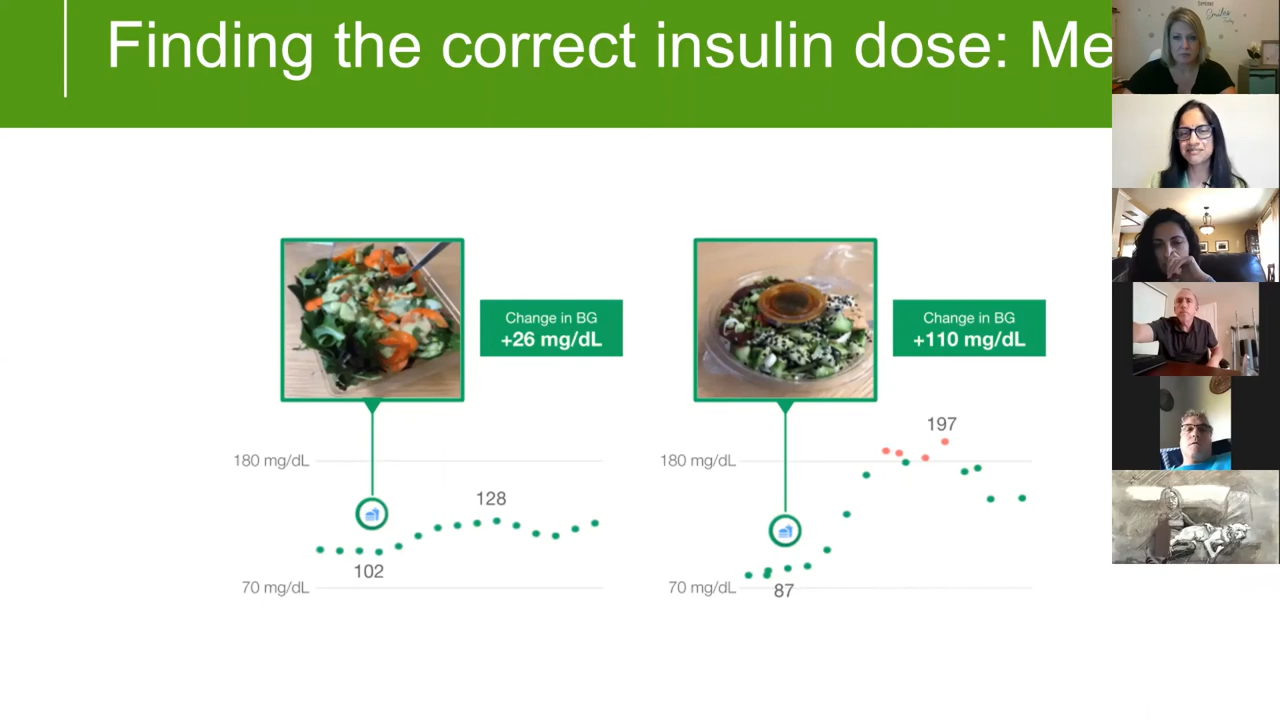 Finding the correct insulin dose: Me
Smiles
Change in BG
+26 mg/dL
Change in BG
+110 mg/dL
197
180 mg/dL
180 mg/dL
128
102
70 mg/dL
70 mg/dL
87